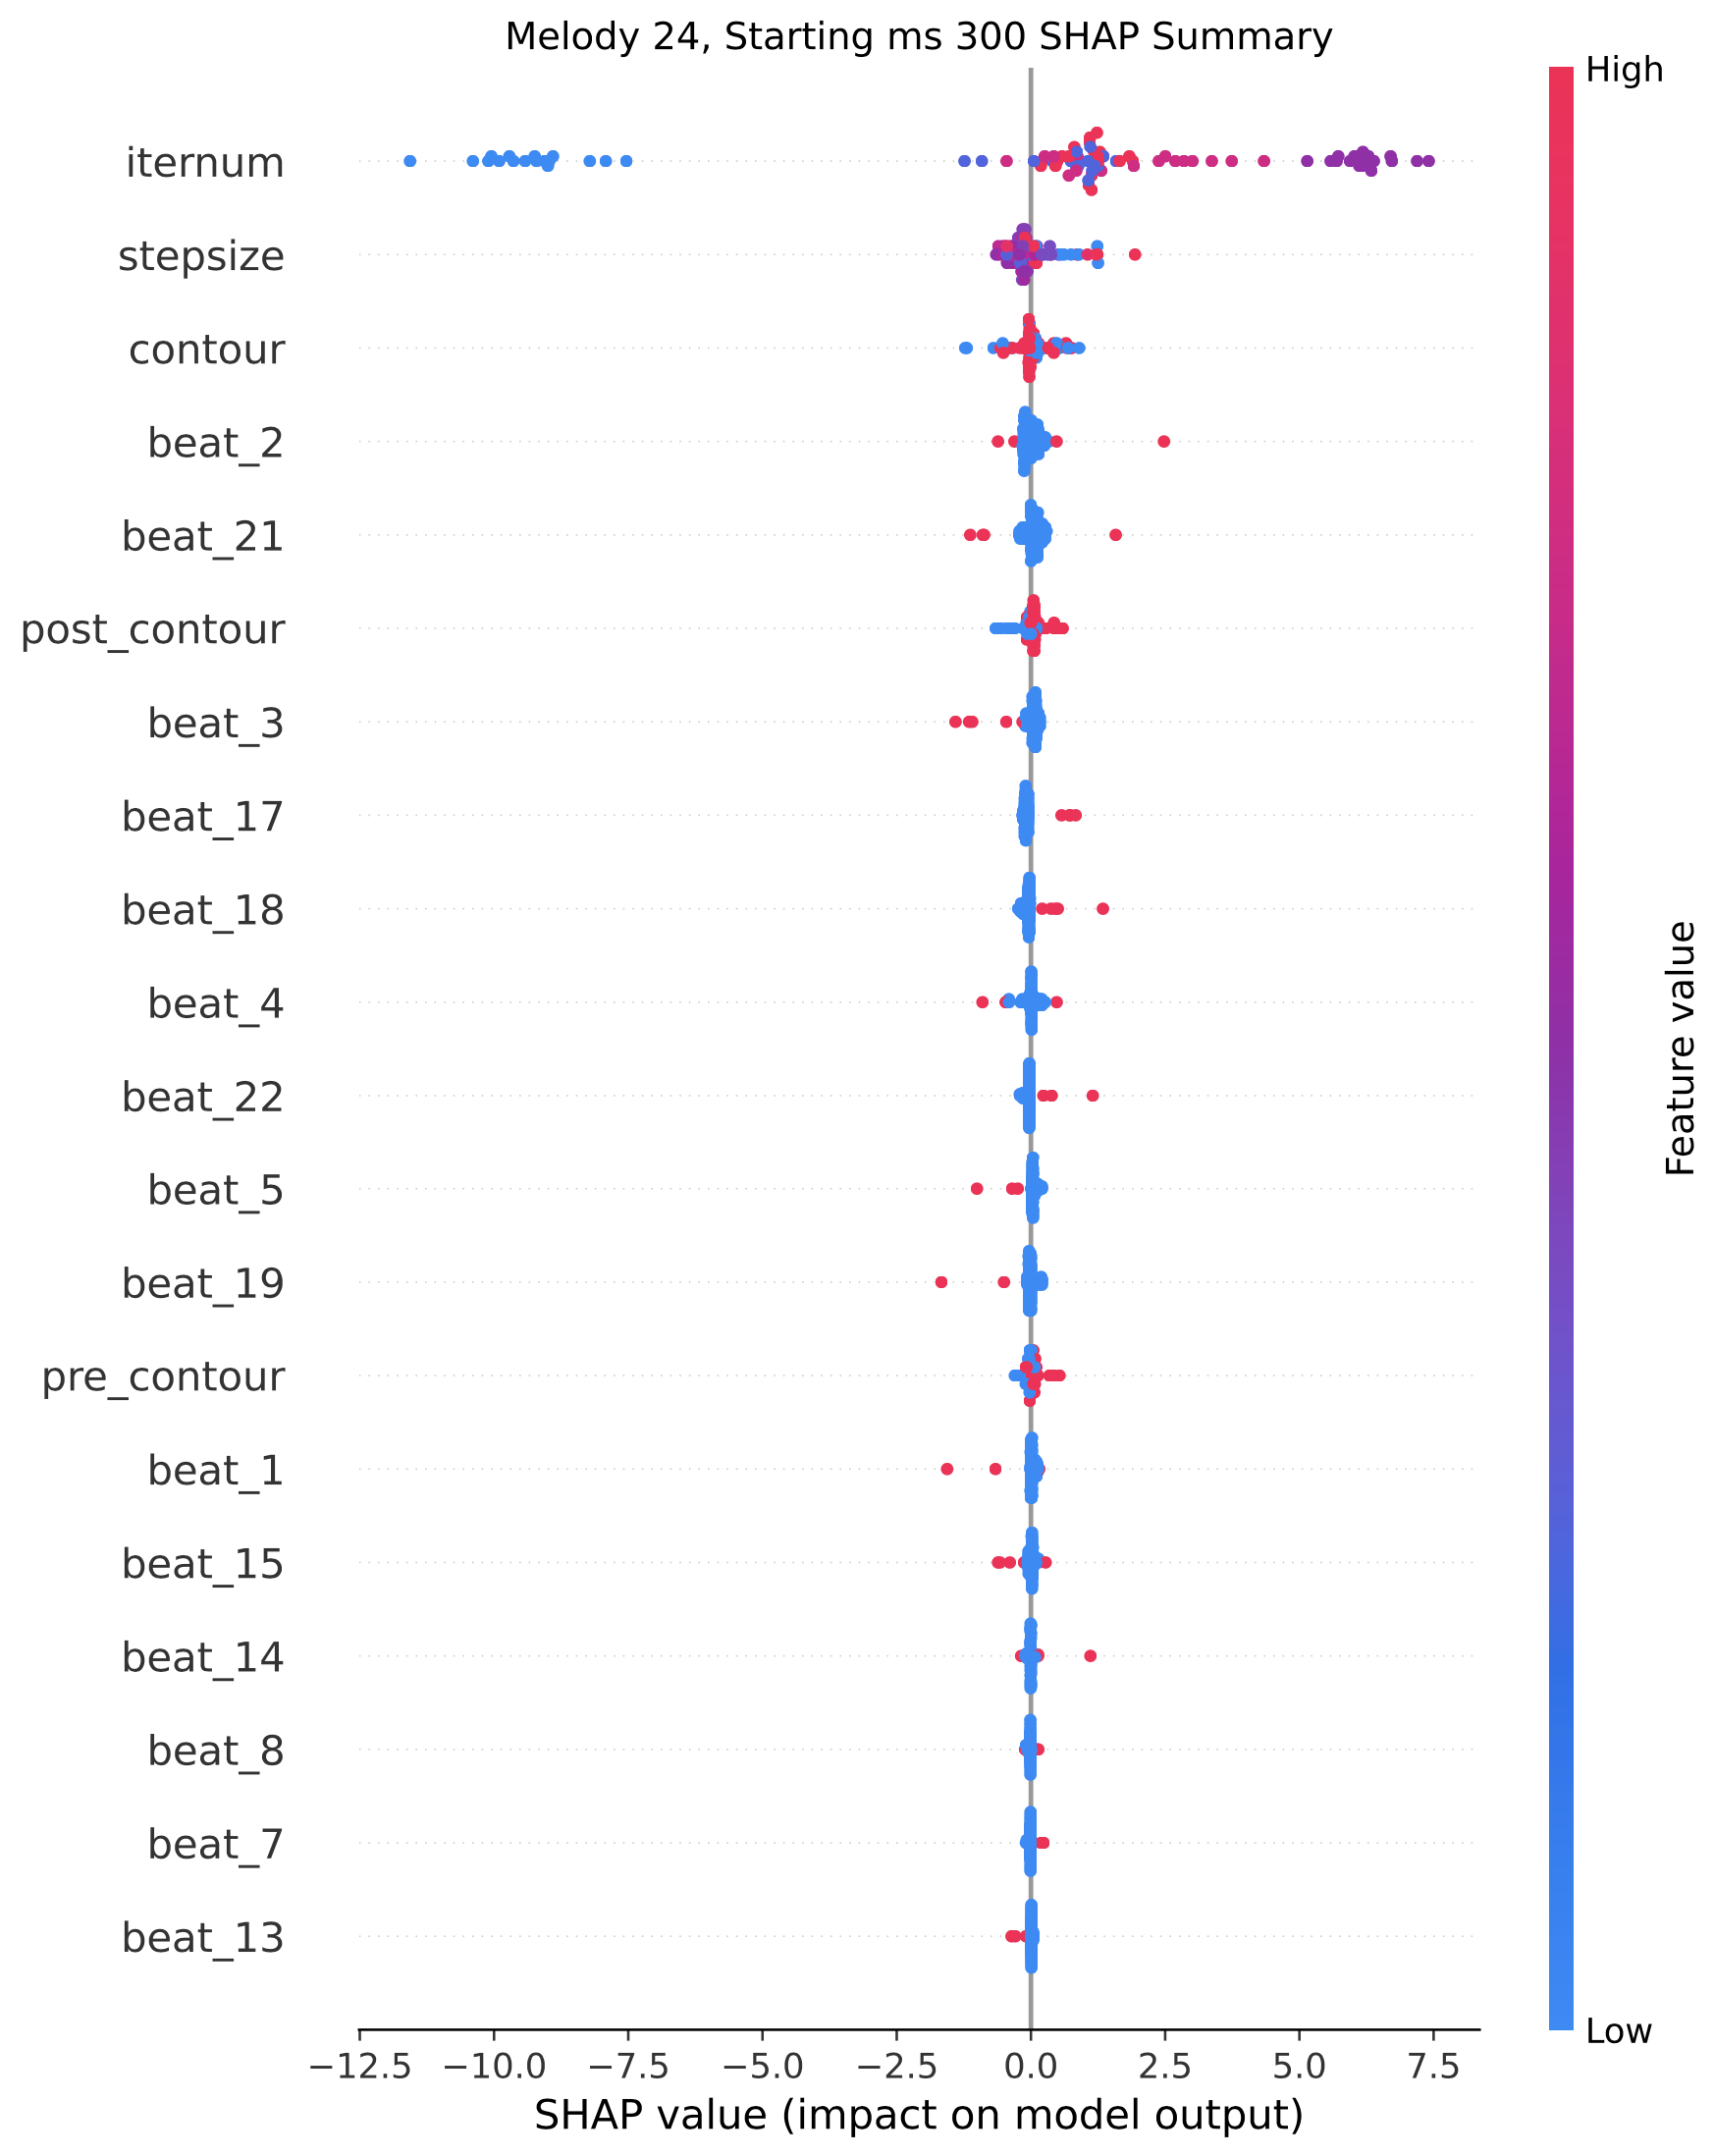 Melody 24, Starting ms 300 SHAP Summary
High
iternum
stepsize
contour
beat_2
beat_21
post_contour
beat_3
beat_17
beat_18
beat_4
beat_22
beat_5
beat_19
pre_contour
beat_1
beat_15
beat_14
beat_8
beat_7
beat_13
Feature value
Low
−12.5 −10.0 −7.5 −5.0 −2.5 0.0 2.5 5.0 7.5
SHAP value (impact on model output)